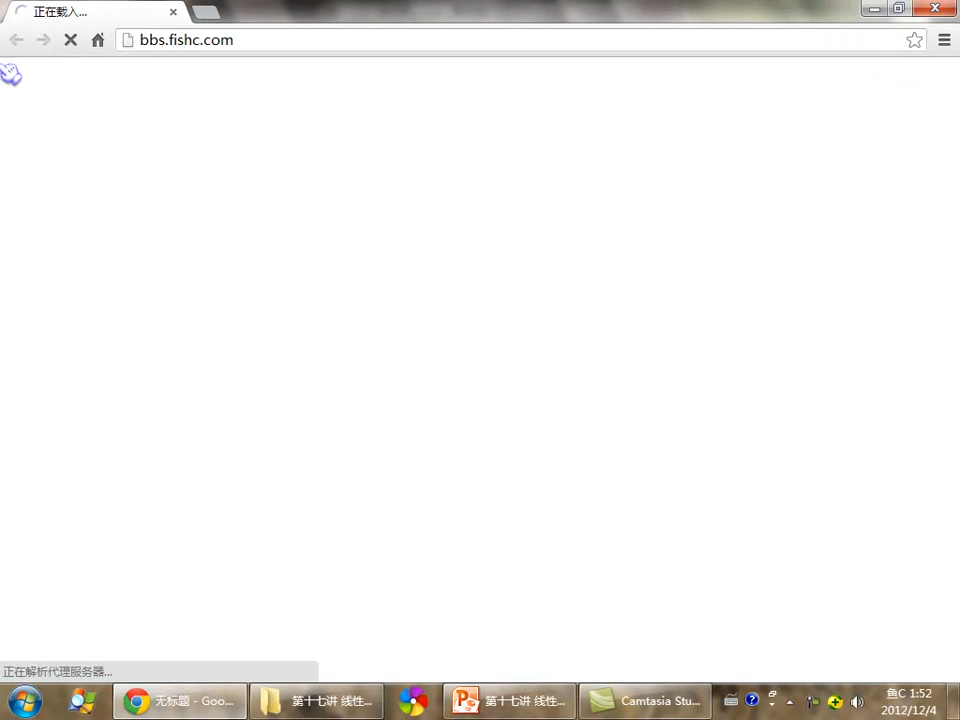 正在载入...
bbs.fishc.com
正在解析代理服务器...
无标题 - Goo...
第十七讲 线性...
第十七讲 线性...
Camtasia Stu...
鱼C 1:52
2012/12/4